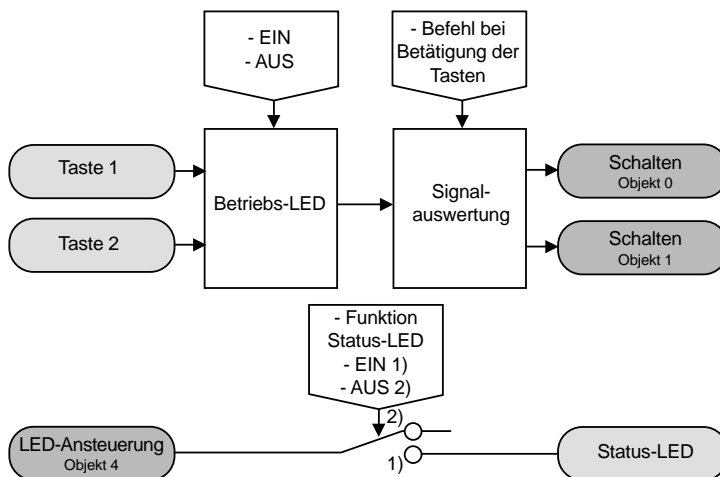 - EIN
- AUS
- Befehl bei
Betätigung der
Tasten
Taste 1
Taste 2
Betriebs-LED
Signal-
auswertung
Schalten
Objekt 0
Schalten
Objekt 1
- Funktion
Status-LED
- EIN 1)
- AUS 2)
2)
1)
LED-Ansteuerung
Objekt 4
Status-LED